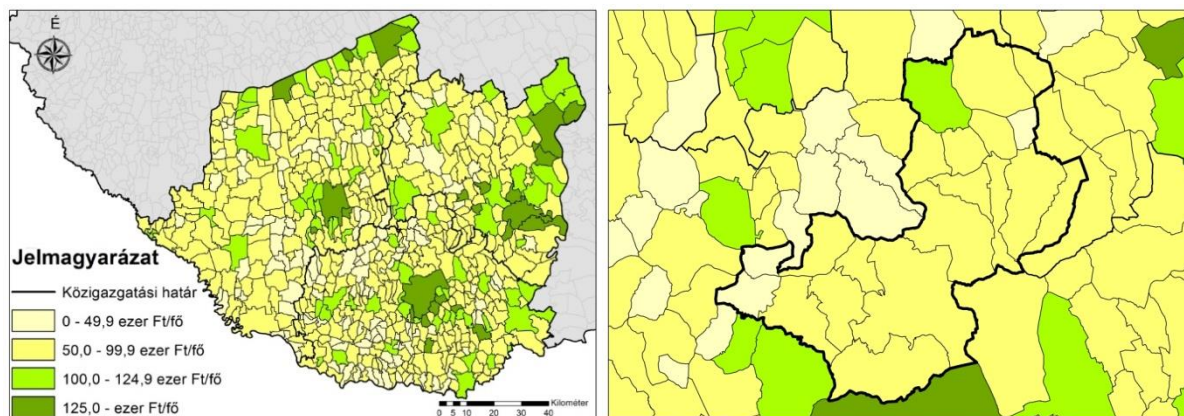 É
Jelmagyarázat
Közigazgatási határ
0 - 49,9 ezer Ft/fő
50,0 - 99,9 ezer Ft/fő
100,0 - 124,9 ezer Ft/fő
125,0 - ezer Ft/fő
Kilométer
0 5 10 20 30 40